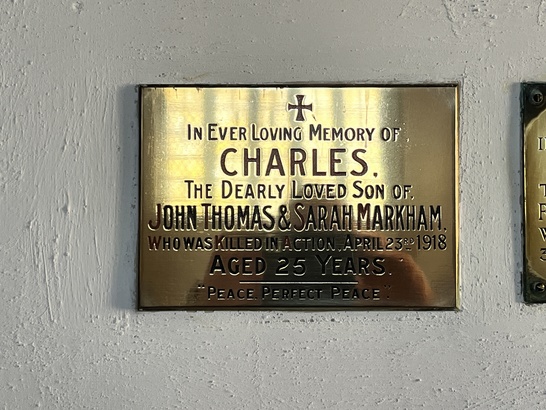 IN EVER LOVING MEMORY OF
CHARLES.
THE DEARLY LOVED SON OF.
JOHN THOMAS & SARAH MARKHAM.
WHO WAS KILLED IN ACTION. APRIL 23RD 1918
AGED 25 YEARS.
"PEACE PERFECT PEACE".